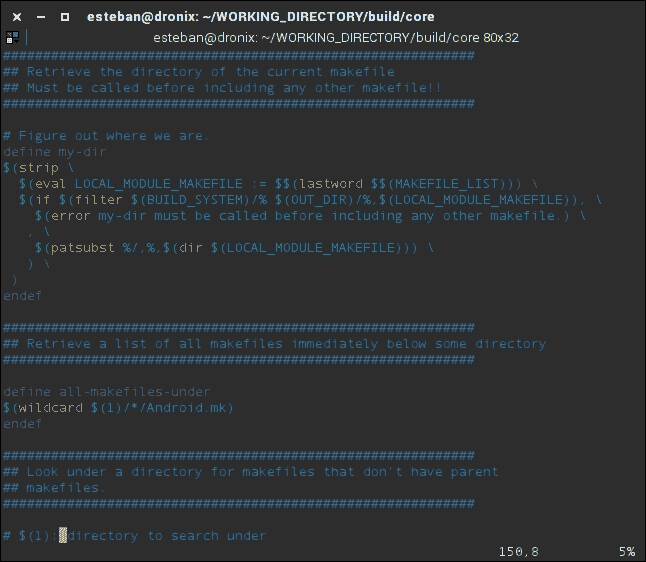 esteban@dronix: ~/WORKING_DIRECTORY/build/core
esteban@dronix: ~/WORKING_DIRECTORY/build/core 80x32
###########################################################
## Retrieve the directory of the current makefile
## Must be called before including any other makefile!!
###########################################################

# Figure out where we are.
define my-dir
$(strip \
  $(eval LOCAL_MODULE_MAKEFILE := $$(lastword $$(MAKEFILE_LIST))) \
  $(if $(filter $(BUILD_SYSTEM)/% $(OUT_DIR)/%,$(LOCAL_MODULE_MAKEFILE)), \
    $(error my-dir must be called before including any other makefile.) \
   , \
    $(patsubst %/,%,$(dir $(LOCAL_MODULE_MAKEFILE))) \
   ) \
 )
endef

###########################################################
## Retrieve a list of all makefiles immediately below some directory
###########################################################

define all-makefiles-under
$(wildcard $(1)/*/Android.mk)
endef

###########################################################
## Look under a directory for makefiles that don't have parent
## makefiles.
###########################################################

# $(1): directory to search under
150,8 5%